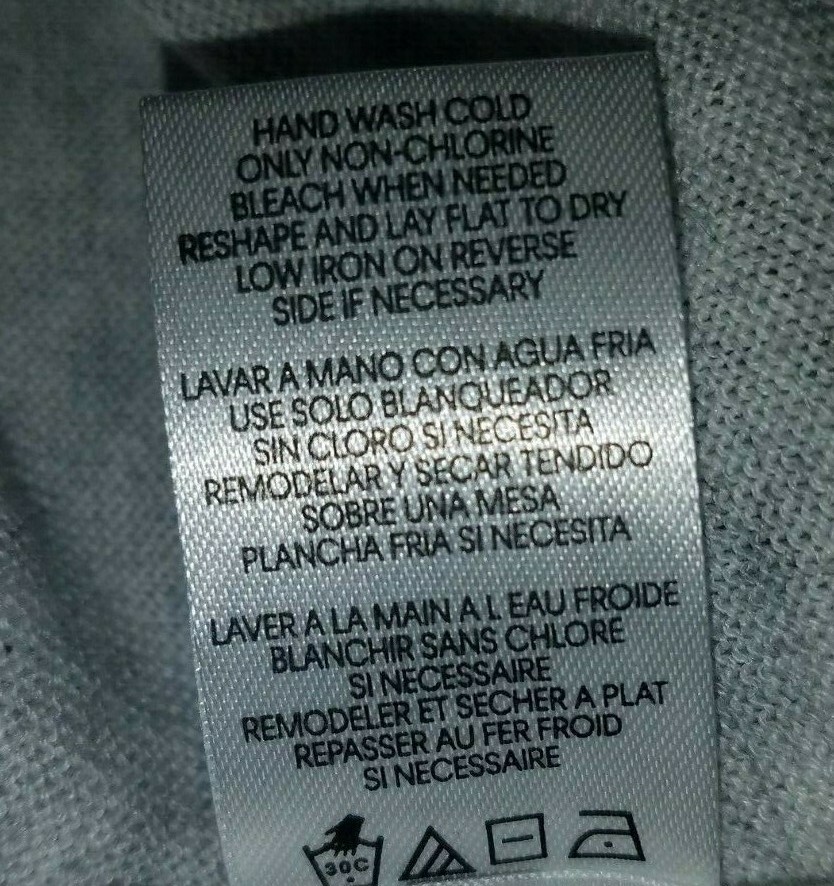 HAND WASH COLD
ONLY NON-CHLORINE
BLEACH WHEN NEEDED
RESHAPE AND LAY FLAT TO DRY
LOW IRON ON REVERSE
SIDE IF NECESSARY
LAVAR A MANO CON AGUA FRIA
USE SOLO BLANQUEADOR
SIN CLORO SI NECESITA
REMODELAR Y SECAR TENDIDO
SOBRE UNA MESA
PLANCHA FRIA SI NECESITA
LAVER A LA MAIN A L EAU FROIDE
BLANCHIR SANS CHLORE
SI NECESSAIRE
REMODELER ET SECHER A PLAT
REPASSER AU FER FROID
SI NECESSAIRE
30C